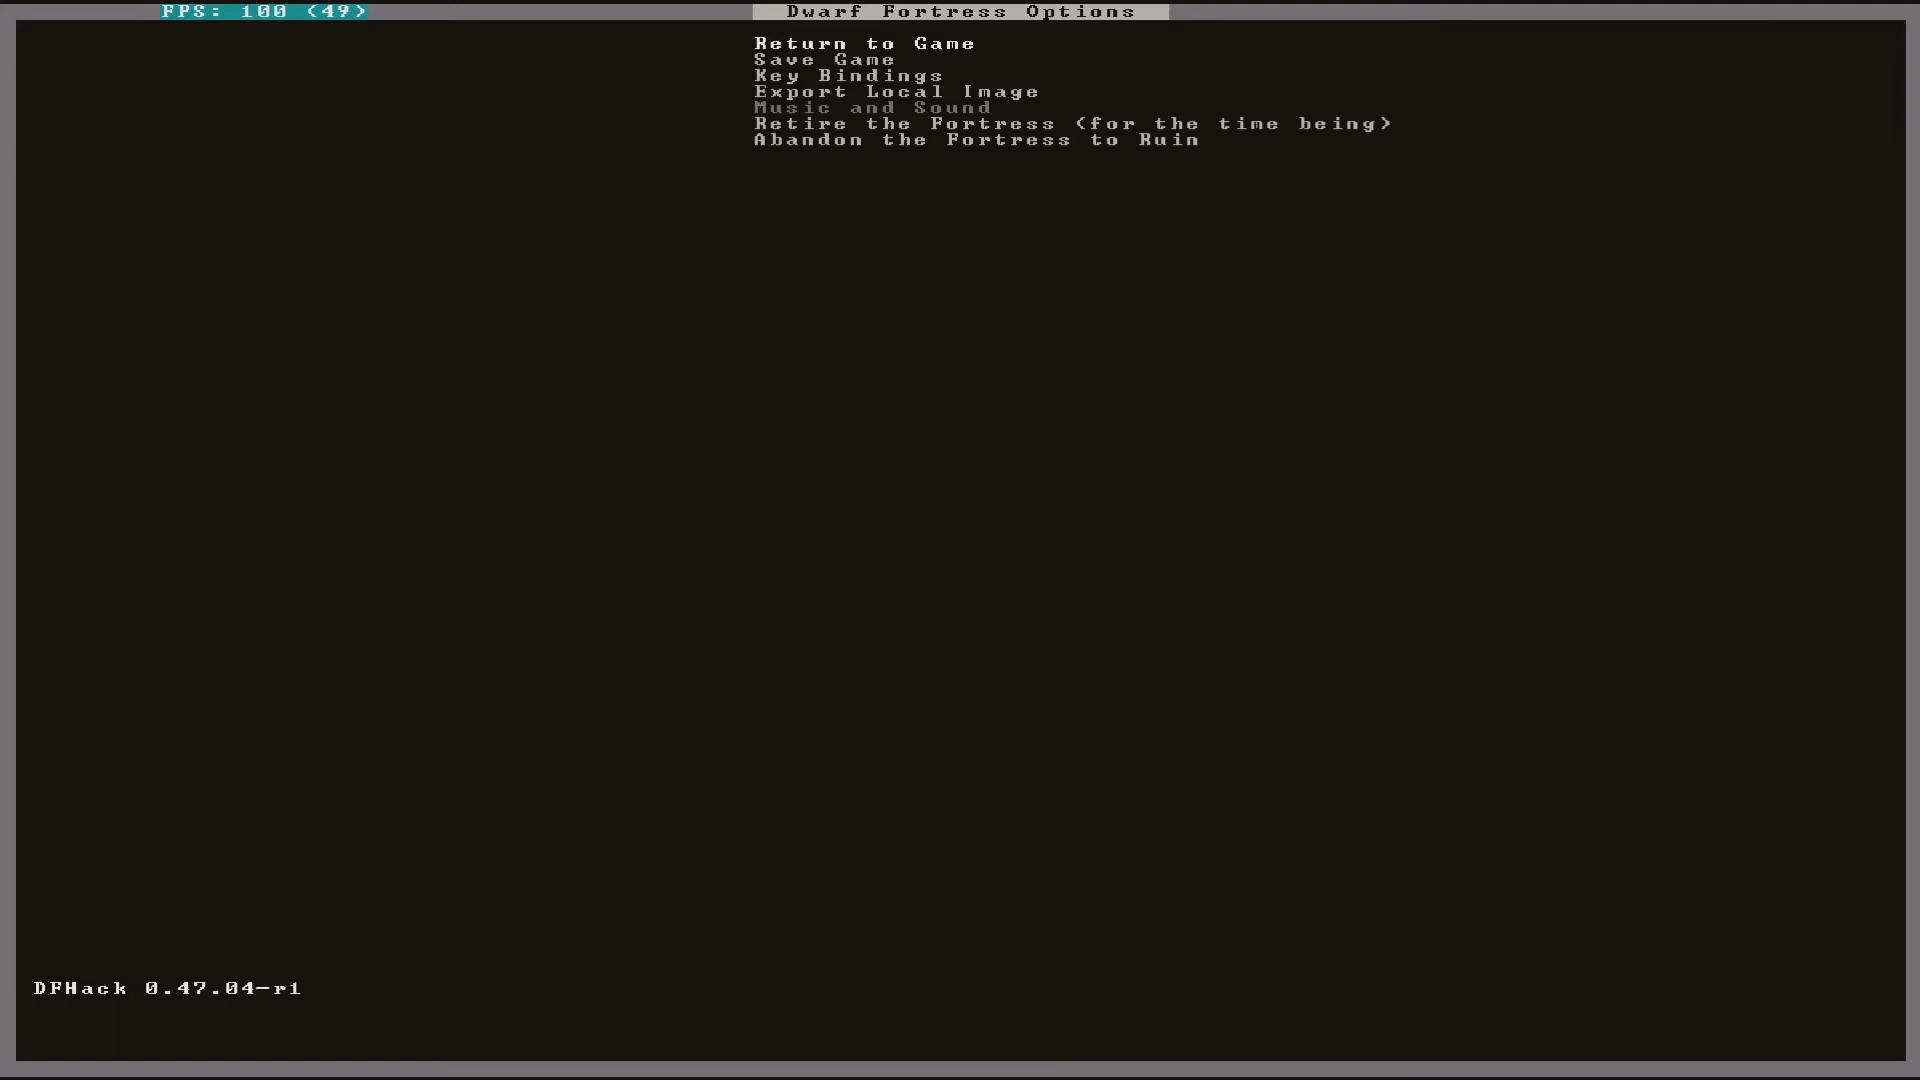 FPS: 100 (49)
Dwarf Fortress Options
Return to Game
Save Game
Key Bindings
Export Local Image
Music and Sound
Retire the Fortress (for the time being)
Abandon the Fortress to Ruin
DFHack 0.47.04-r1